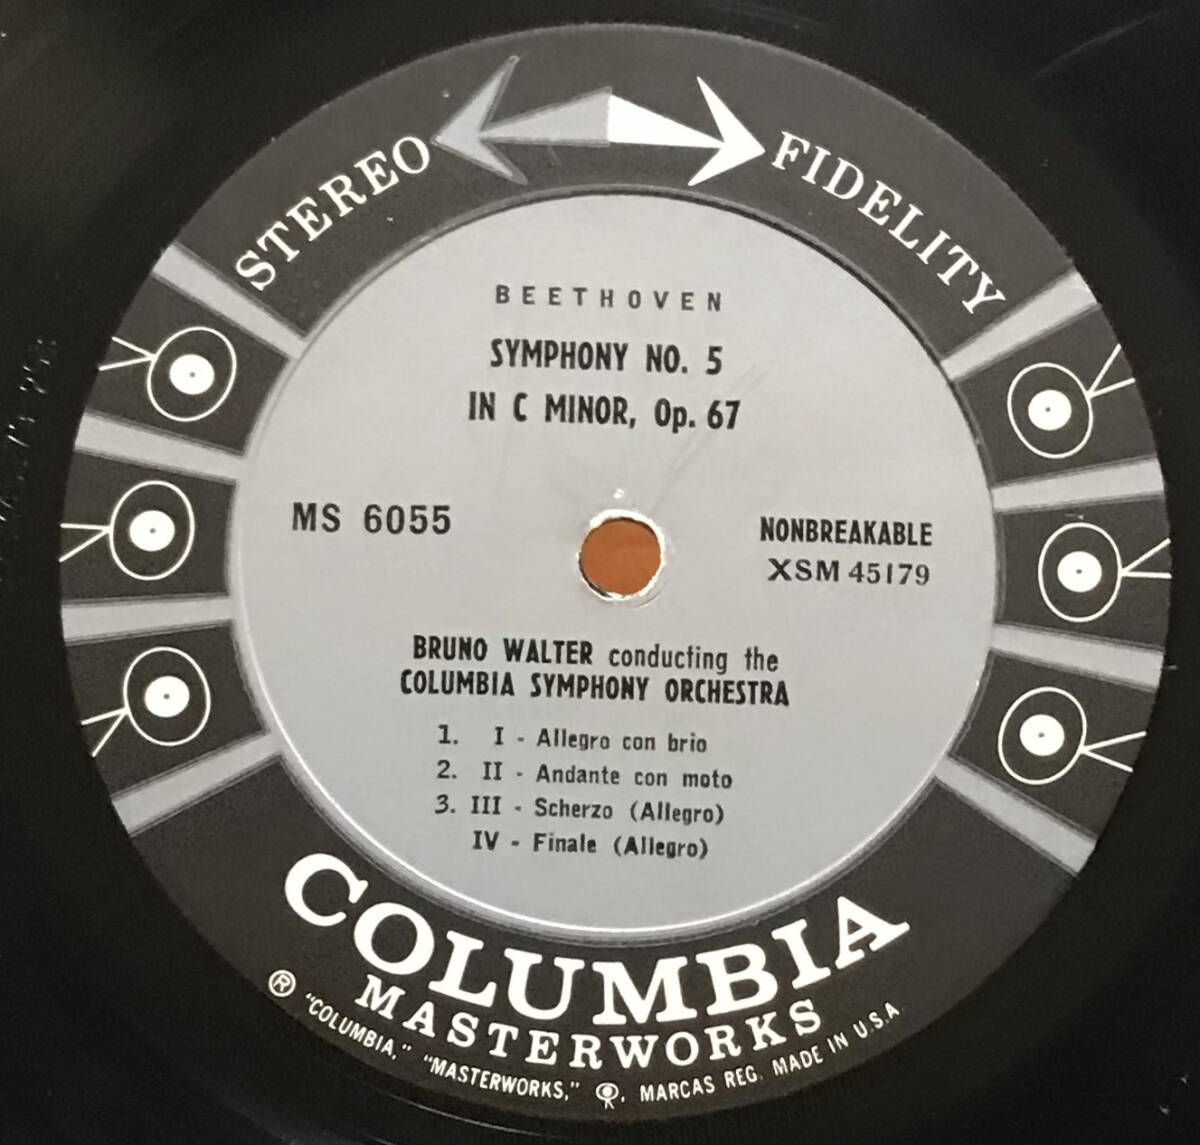 STEREO FIDELITY
BEETHOVEN
SYMPHONY NO. 5
IN C MINOR, Op. 67
MS 6055
NONBREAKABLE
XSM 45179
BRUNO WALTER conducting the
COLUMBIA SYMPHONY ORCHESTRA
1. I - Allegro con brio
2. II - Andante con moto
3. III - Scherzo (Allegro)
IV - Finale (Allegro)
COLUMBIA
MASTERWORKS
® "COLUMBIA," "MASTERWORKS," , MARCAS REG. MADE IN U.S.A.